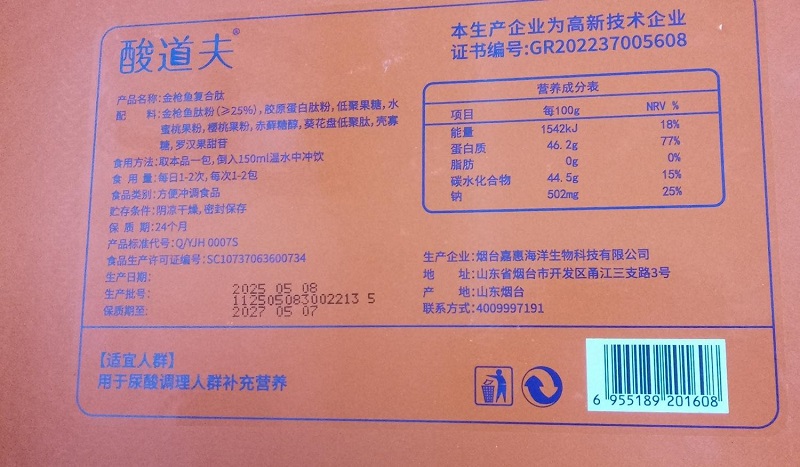 酸道夫®
本生产企业为高新技术企业
证书编号:GR202237005608
产品名称:金枪鱼复合肽
配 料:金枪鱼肽粉(≥25%),胶原蛋白肽粉,低聚果糖,水
蜜桃果粉,樱桃果粉,赤藓糖醇,葵花盘低聚肽,壳寡
糖,罗汉果甜苷
食用方法:取本品一包,倒入150ml温水中冲饮
食 用 量:每日1-2次,每次1-2包
食品类别:方便冲调食品
贮存条件:阴凉干燥,密封保存
保 质 期:24个月
产品标准代号:Q/YJH 0007S
食品生产许可证编号:SC10737063600734
生产日期: 2025 05 08
生产批号: 112505083002213 5
保质期至: 2027 05 07
营养成分表
项目 每100g NRV %
能量 1542kJ 18%
蛋白质 46.2g 77%
脂肪 0g 0%
碳水化合物 44.5g 15%
钠 502mg 25%
生产企业:烟台嘉惠海洋生物科技有限公司
地 址:山东省烟台市开发区甬江三支路3号
产 地:山东烟台
联系方式:4009997191
【适宜人群】
用于尿酸调理人群补充营养
6 955189 201608